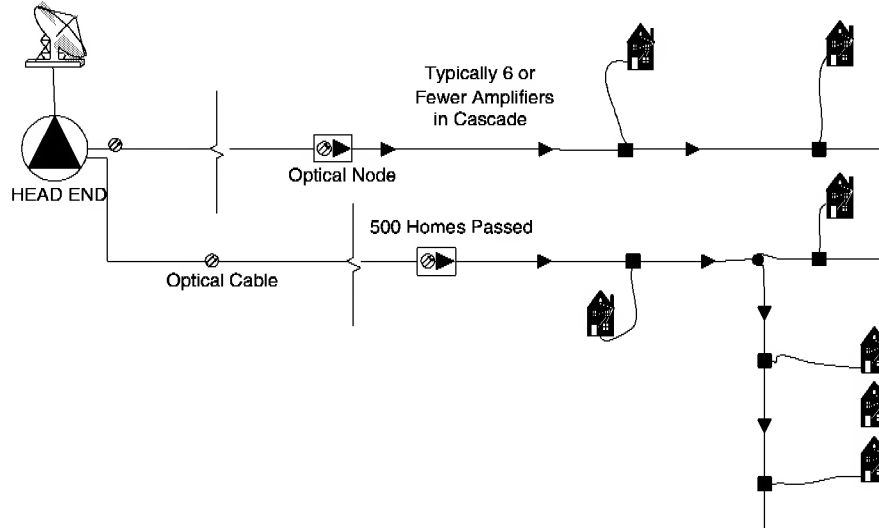 Typically 6 or
Fewer Amplifiers
in Cascade
HEAD END
Optical Node
500 Homes Passed
Optical Cable